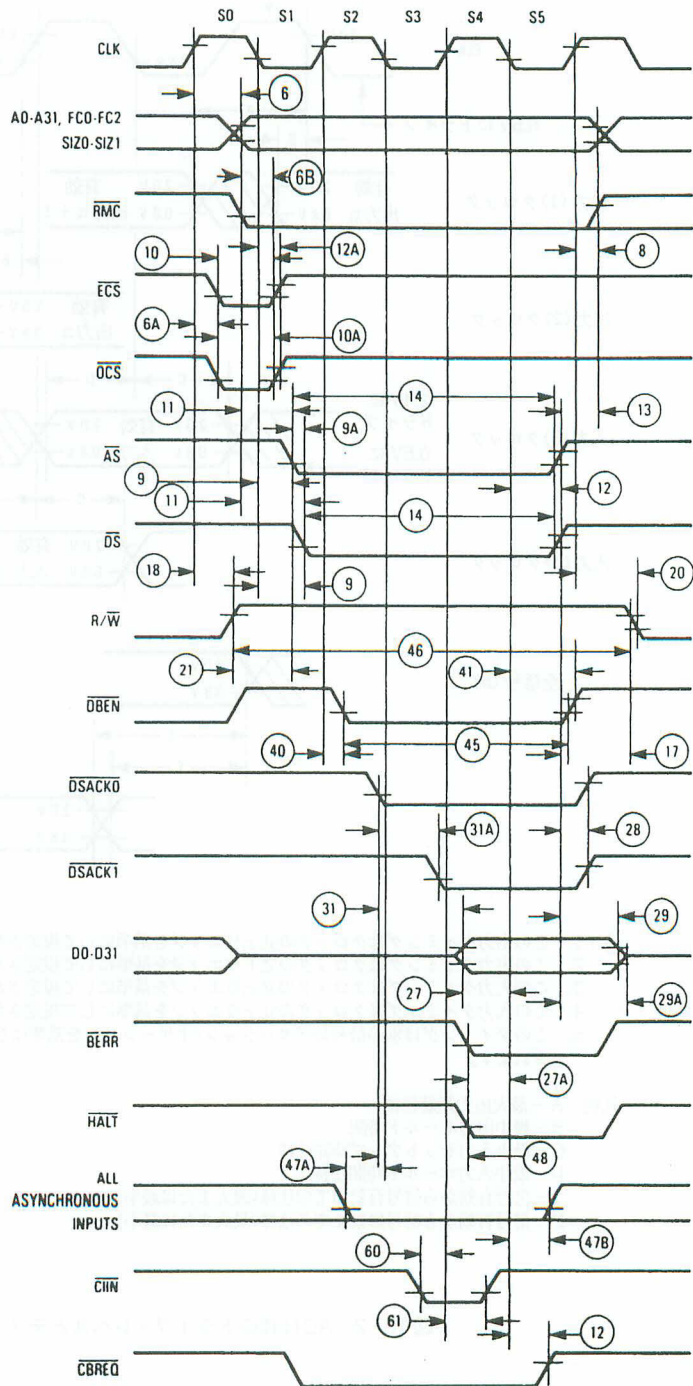 S0 S1 S2 S3 S4 S5
CLK
6
A0-A31, FC0-FC2
SIZ0-SIZ1
6B
RMC
10 12A 8
ECS
6A 10A
OCS
14
11 9A 13
AS
9 12
11 14
DS
18 9 20
R/W
46
21 41
DBEN
45
40 17
DSACK0
31A 28
DSACK1
31 29
D0-D31
27 29A
BERR
27A
HALT
48
ALL 47A
ASYNCHRONOUS
INPUTS
47B
60
CIIN
61 12
CBREQ